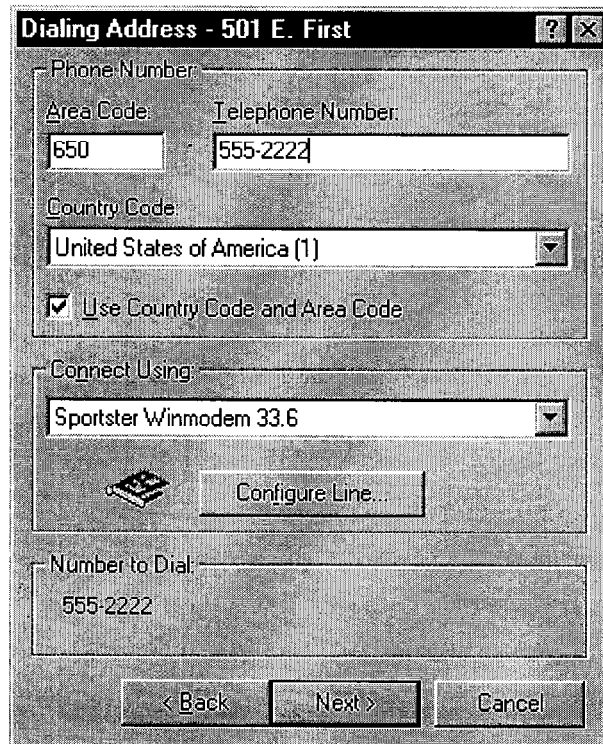 Dialing Address - 501 E. First
Phone Number:
Area Code: Telephone Number:
650 555-2222
Country Code:
United States of America (1)
Use Country Code and Area Code
Connect Using:
Sportster Winmodem 33.6
Configure Line...
Number to Dial:
555-2222
< Back Next > Cancel